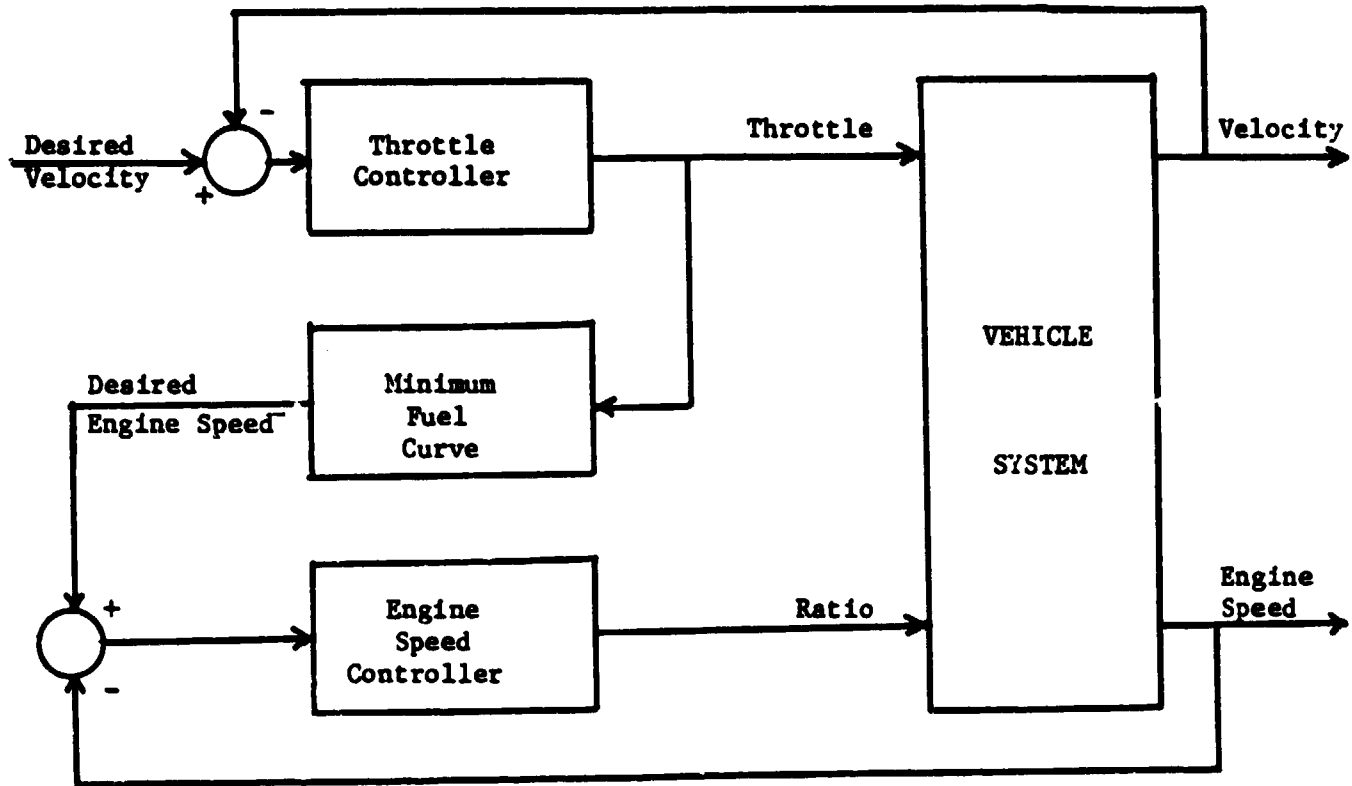 -
Desired
Velocity
+
Throttle
Controller
Throttle
Velocity
Minimum
Fuel
Curve
Desired
Engine Speed
VEHICLE
SYSTEM
+
-
Engine
Speed
Controller
Ratio
Engine
Speed